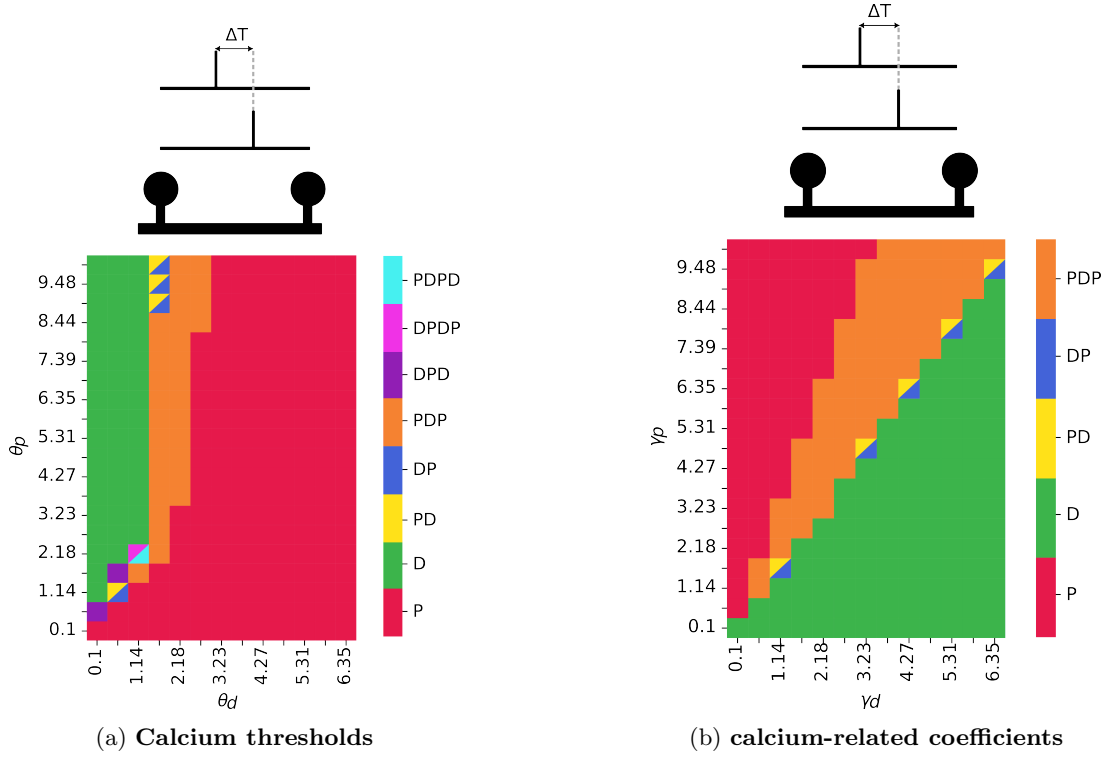 ΔT
9.48
8.44
7.39
6.35
5.31
4.27
3.23
2.18
1.14
0.1
θp
0.1
1.14
2.18
3.23
4.27
5.31
6.35
θd
PDPD
DPDP
DPD
PDP
DP
PD
D
P
(a) Calcium thresholds
ΔT
9.48
8.44
7.39
6.35
5.31
4.27
3.23
2.18
1.14
0.1
γp
0.1
1.14
2.18
3.23
4.27
5.31
6.35
γd
PDP
DP
PD
D
P
(b) calcium-related coefficients